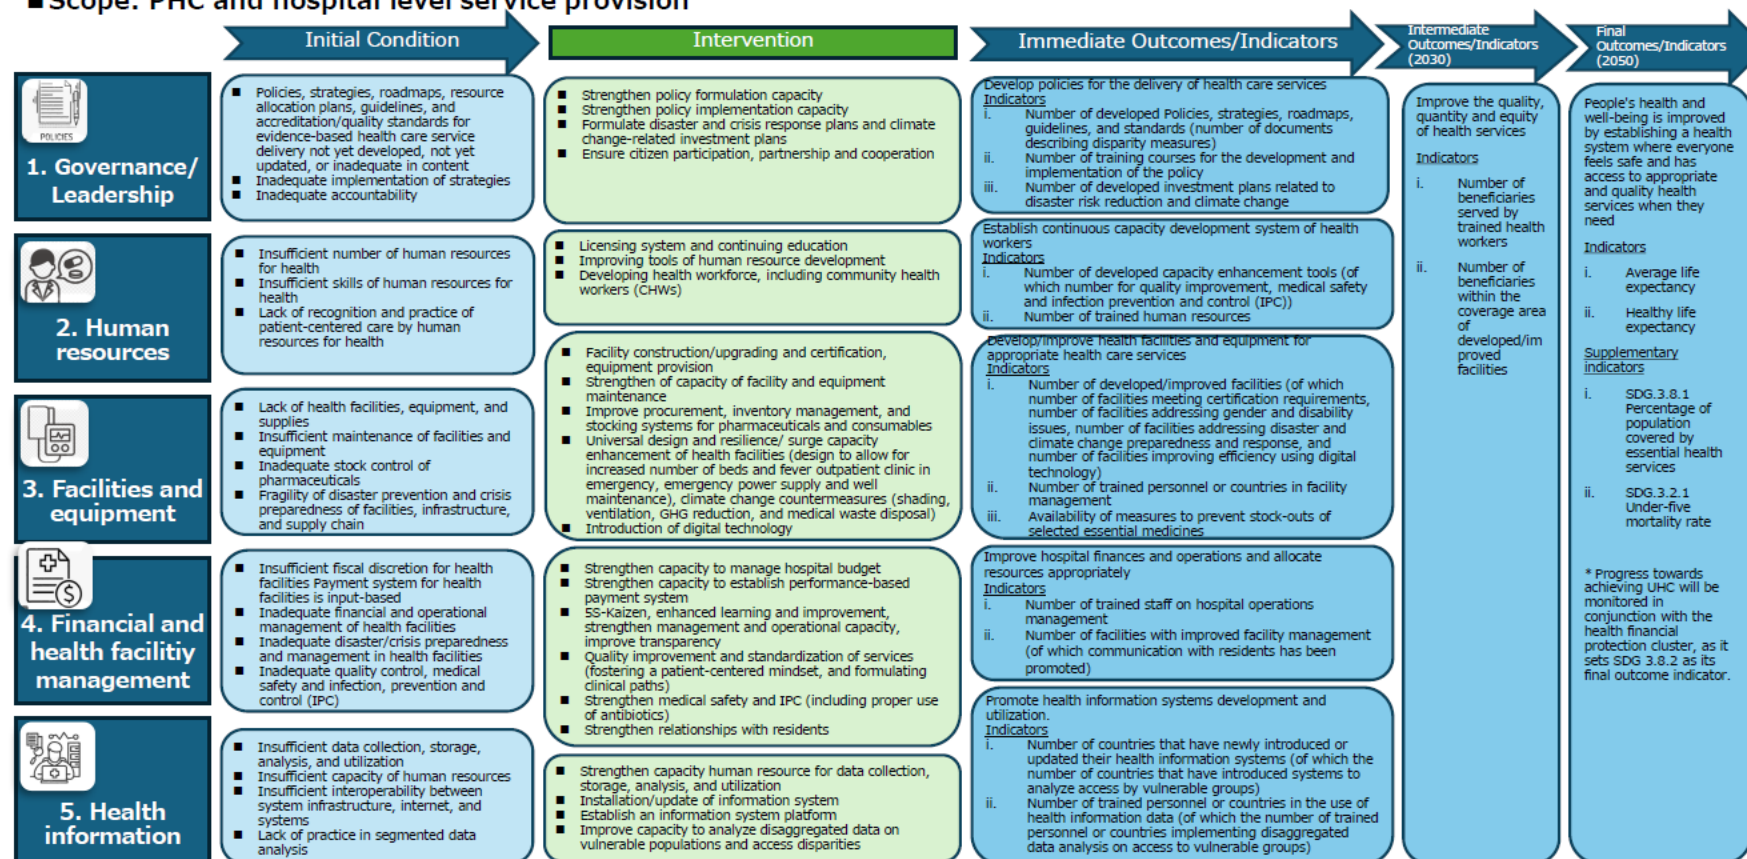 ■Scope: PHC and hospital level service provision
Initial Condition
Intervention
Immediate Outcomes/Indicators
Intermediate
Outcomes/Indicators
(2030)
Final
Outcomes/Indicators
(2050)
POLICIES
1. Governance/
Leadership
■ Policies, strategies, roadmaps, resource
allocation plans, guidelines, and
accreditation/quality standards for
evidence-based health care service
delivery not yet developed, not yet
updated, or inadequate in content
■ Inadequate implementation of strategies
■ Inadequate accountability
■ Strengthen policy formulation capacity
■ Strengthen policy implementation capacity
■ Formulate disaster and crisis response plans and climate
change-related investment plans
■ Ensure citizen participation, partnership and cooperation
Develop policies for the delivery of health care services
Indicators
i. Number of developed Policies, strategies, roadmaps,
guidelines, and standards (number of documents
describing disparity measures)
ii. Number of training courses for the development and
implementation of the policy
iii. Number of developed investment plans related to
disaster risk reduction and climate change
2. Human
resources
■ Insufficient number of human resources
for health
■ Insufficient skills of human resources for
health
■ Lack of recognition and practice of
patient-centered care by human
resources for health
■ Licensing system and continuing education
■ Improving tools of human resource development
■ Developing health workforce, including community health
workers (CHWs)
Establish continuous capacity development system of health
workers
Indicators
i. Number of developed capacity enhancement tools (of
which number for quality improvement, medical safety
and infection prevention and control (IPC))
ii. Number of trained human resources
3. Facilities and
equipment
■ Lack of health facilities, equipment, and
supplies
■ Insufficient maintenance of facilities and
equipment
■ Inadequate stock control of
pharmaceuticals
■ Fragility of disaster prevention and crisis
preparedness of facilities, infrastructure,
and supply chain
■ Facility construction/upgrading and certification,
equipment provision
■ Strengthen of capacity of facility and equipment
maintenance
■ Improve procurement, inventory management, and
stocking systems for pharmaceuticals and consumables
■ Universal design and resilience/ surge capacity
enhancement of health facilities (design to allow for
increased number of beds and fever outpatient clinic in
emergency, emergency power supply and well
maintenance), climate change countermeasures (shading,
ventilation, GHG reduction, and medical waste disposal)
■ Introduction of digital technology
Develop/improve health facilities and equipment for
appropriate health care services
Indicators
i. Number of developed/improved facilities (of which
number of facilities meeting certification requirements,
number of facilities addressing gender and disability
issues, number of facilities addressing disaster and
climate change preparedness and response, and
number of facilities improving efficiency using digital
technology)
ii. Number of trained personnel or countries in facility
management
iii. Availability of measures to prevent stock-outs of
selected essential medicines
4. Financial and
health facilitiy
management
■ Insufficient fiscal discretion for health
facilities Payment system for health
facilities is input-based
■ Inadequate financial and operational
management of health facilities
■ Inadequate disaster/crisis preparedness
and management in health facilities
■ Inadequate quality control, medical
safety and infection, prevention and
control (IPC)
■ Strengthen capacity to manage hospital budget
■ Strengthen capacity to establish performance-based
payment system
■ 5S-Kaizen, enhanced learning and improvement,
strengthen management and operational capacity,
improve transparency
■ Quality improvement and standardization of services
(fostering a patient-centered mindset, and formulating
clinical paths)
■ Strengthen medical safety and IPC (including proper use
of antibiotics)
■ Strengthen relationships with residents
Improve hospital finances and operations and allocate
resources appropriately
Indicators
i. Number of trained staff on hospital operations
management
ii. Number of facilities with improved facility management
(of which communication with residents has been
promoted)
5. Health
information
■ Insufficient data collection, storage,
analysis, and utilization
■ Insufficient capacity of human resources
■ Insufficient interoperability between
system infrastructure, internet, and
systems
■ Lack of practice in segmented data
analysis
■ Strengthen capacity human resource for data collection,
storage, analysis, and utilization
■ Installation/update of information system
■ Establish an information system platform
■ Improve capacity to analyze disaggregated data on
vulnerable populations and access disparities
Promote health information systems development and
utilization.
Indicators
i. Number of countries that have newly introduced or
updated their health information systems (of which the
number of countries that have introduced systems to
analyze access by vulnerable groups)
ii. Number of trained personnel or countries in the use of
health information data (of which the number of trained
personnel or countries implementing disaggregated
data analysis on access to vulnerable groups)
Improve the quality,
quantity and equity
of health services
Indicators
i. Number of
beneficiaries
served by
trained health
workers
ii. Number of
beneficiaries
within the
coverage area
of
developed/im
proved
facilities
People's health and
well-being is improved
by establishing a health
system where everyone
feels safe and has
access to appropriate
and quality health
services when they
need
Indicators
i. Average life
expectancy
ii. Healthy life
expectancy
Supplementary
indicators
i. SDG.3.8.1
Percentage of
population
covered by
essential health
services
ii. SDG.3.2.1
Under-five
mortality rate
* Progress towards
achieving UHC will be
monitored in
conjunction with the
health financial
protection cluster, as it
sets SDG 3.8.2 as its
final outcome indicator.